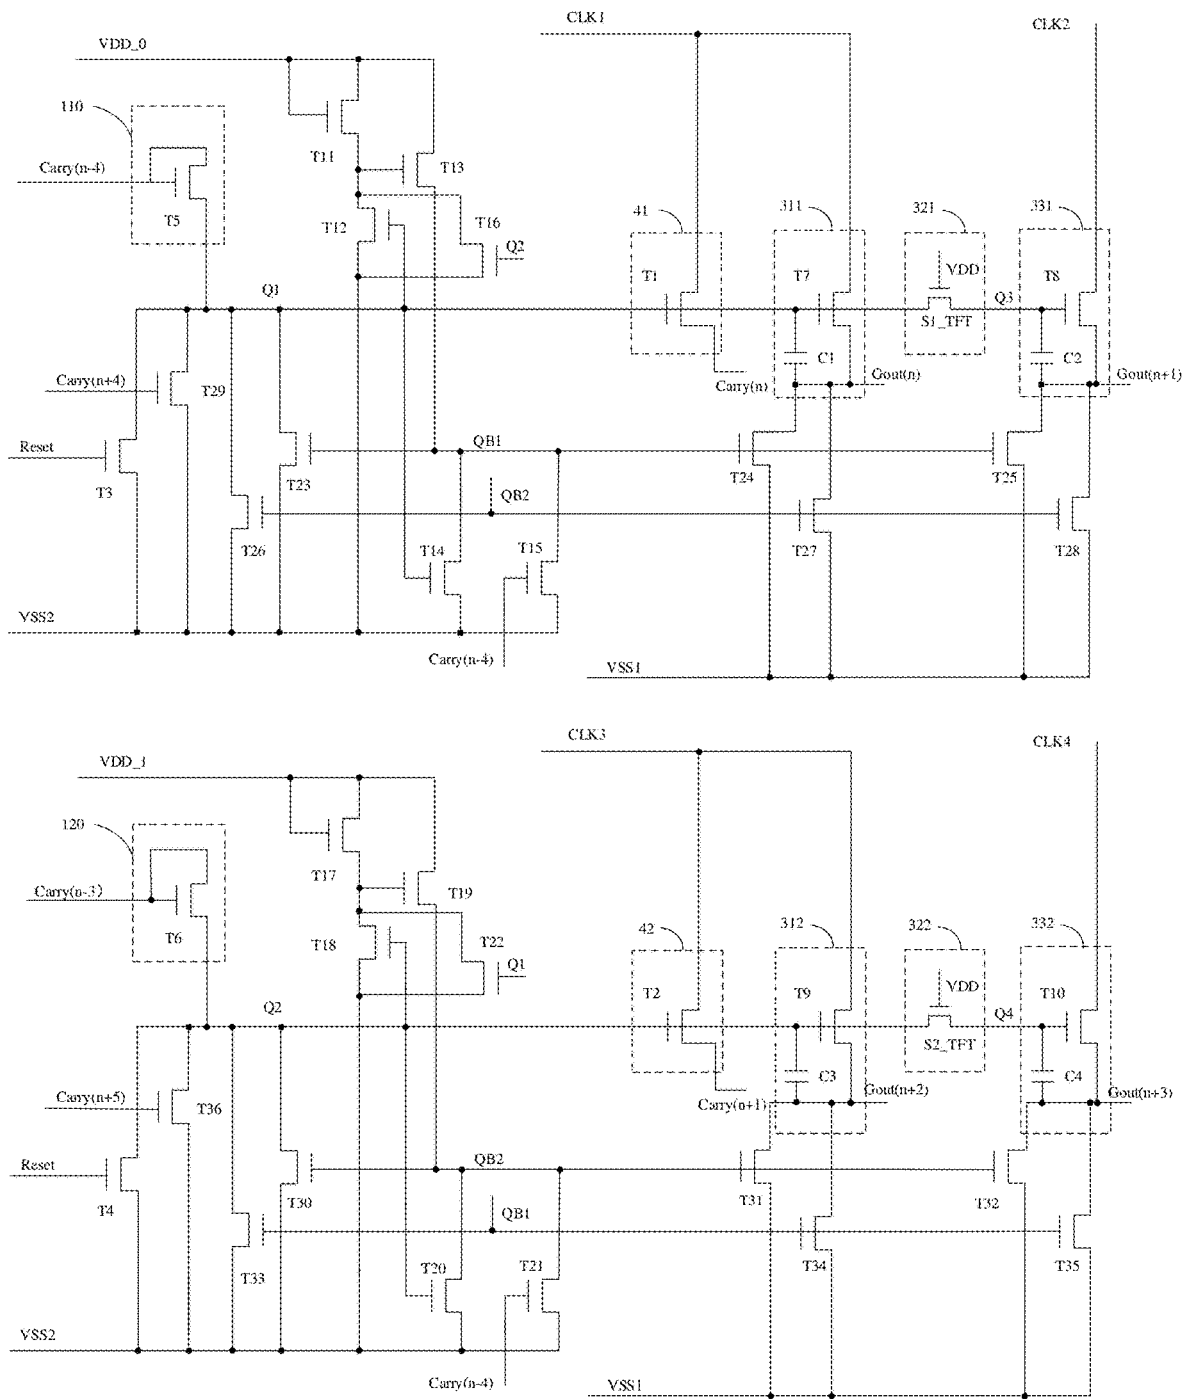 CLK1
CLK2
VDD_0
110
T11
T13
Carry(n-4)
T5
T12
T16
Q2
41
311
321
331
T1
T7
VDD
T8
Q1
Q3
S1_TFT
C1
C2
Carry(n)
Gout(n)
Gout(n+1)
Carry(n+4)
T29
Reset
T3
T23
QB1
T24
T25
QB2
T26
T14
T15
T27
T28
VSS2
Carry(n-4)
VSS1
CLK3
CLK4
VDD_1
120
T17
T19
Carry(n-3)
T6
T18
T22
Q1
42
312
322
332
T2
T9
VDD
T10
Q2
Q4
S2_TFT
C3
C4
Carry(n+1)
Gout(n+2)
Gout(n+3)
Carry(n+5)
T36
Reset
T4
T30
QB2
T31
T32
QB1
T33
T20
T21
T34
T35
VSS2
Carry(n-4)
VSS1